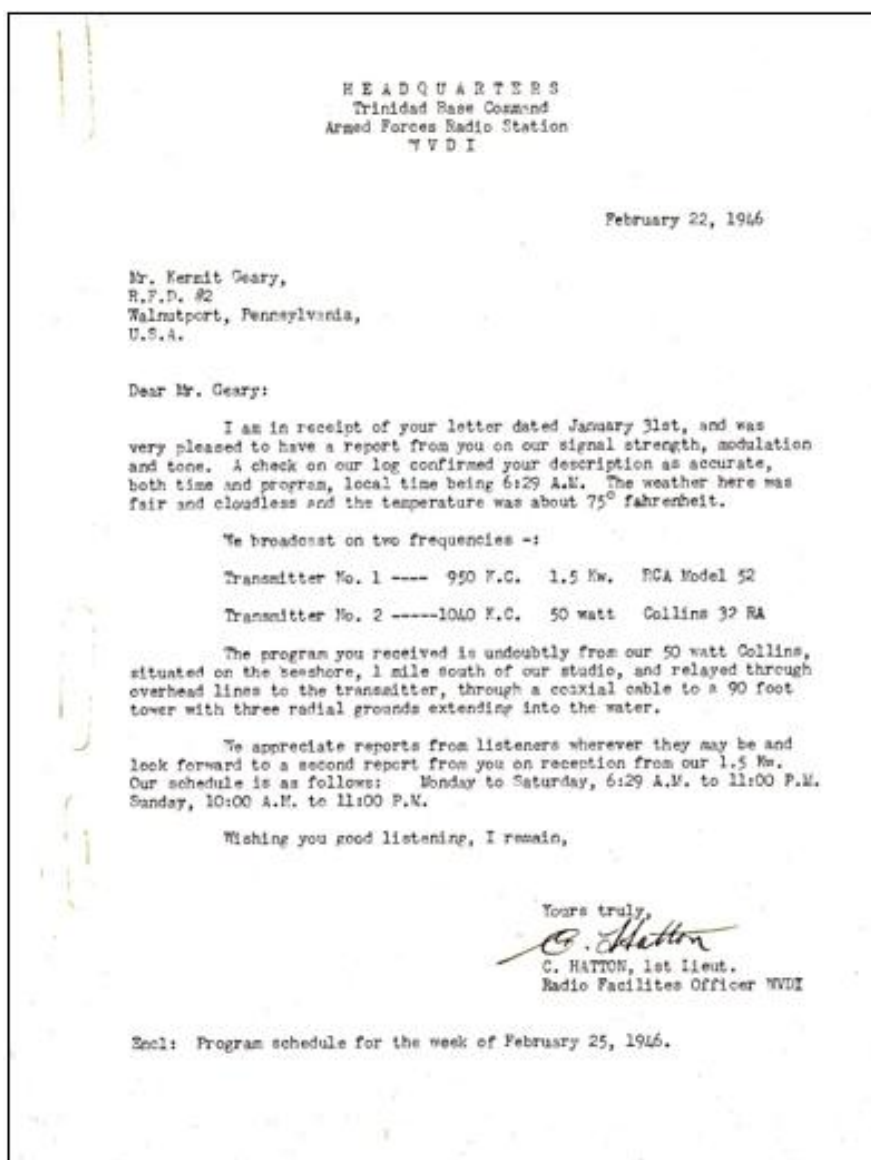 H E A D Q U A R T E R S
Trinidad Base Command
Armed Forces Radio Station
W V D I
February 22, 1946
Mr. Kermit Geary,
R.F.D. #2
Walnutport, Pennsylvania,
U.S.A.
Dear Mr. Geary:
I am in receipt of your letter dated January 31st, and was
very pleased to have a report from you on our signal strength, modulation
and tone. A check on our log confirmed your description as accurate,
both time and program, local time being 6:29 A.M. The weather here was
fair and cloudless and the temperature was about 75° fahrenheit.
We broadcast on two frequencies -:
Transmitter No. 1 ---- 950 K.C. 1.5 Kw. RCA Model 52
Transmitter No. 2 -----1040 K.C. 50 watt Collins 32 RA
The program you received is undoubtly from our 50 watt Collins,
situated on the seashore, 1 mile south of our studio, and relayed through
overhead lines to the transmitter, through a coaxial cable to a 90 foot
tower with three radial grounds extending into the water.
We appreciate reports from listeners wherever they may be and
look forward to a second report from you on reception from our 1.5 Kw.
Our schedule is as follows: Monday to Saturday, 6:29 A.M. to 11:00 P.M.
Sunday, 10:00 A.M. to 11:00 P.M.
Wishing you good listening, I remain,
Yours truly,
C. Hatton
C. HATTON, 1st Lieut.
Radio Facilites Officer WVDI
Encl: Program schedule for the week of February 25, 1946.